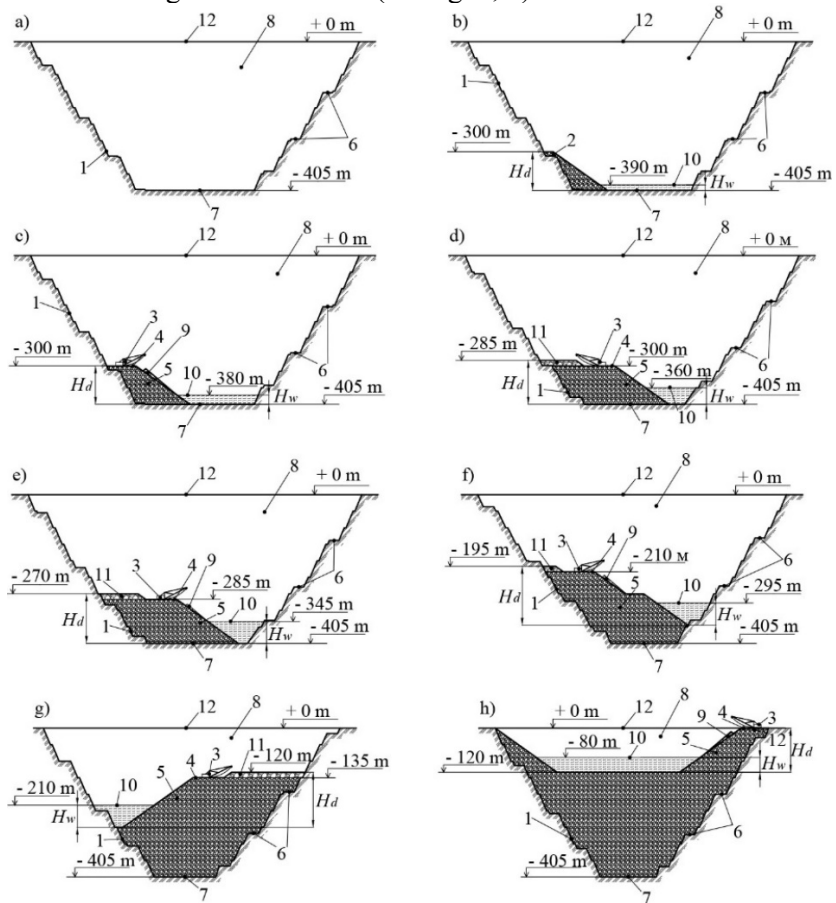 a) 12 8 + 0 m
1 6
- 405 m
7
b) 12 8 + 0 m
1
- 300 m 2
- 390 m 10 6 - 405 m
Hd Hw
7
c) 12 8 + 0 m
1
3 4 9
- 300 m 5 10 - 380 m 6
Hd Hw - 405 m
7
d) 12 8 + 0 м
11 3 4
- 285 m - 300 m 6
5 - 360 m
Hd 1 Hw - 405 m
7 10
e) 12 8 + 0 m
3 4 9
- 270 m 11 - 285 m 6
5 10 - 345 m
Hd 1 Hw - 405 m
7
f) 12 8 + 0 m
3 4 9
- 195 m 11 - 210 м 6
5 10 - 295 m
Hd 1 Hw
- 405 m
7
g) 12 8 + 0 m
4 3 11 - 120 m
- 135 m
- 210 m 10 5
Hw Hd
1 6
- 405 m
7
h) + 0 m 8 4 3
10 9 12
- 80 m 5 Hd
- 120 m Hw
1 6
- 405 m
7